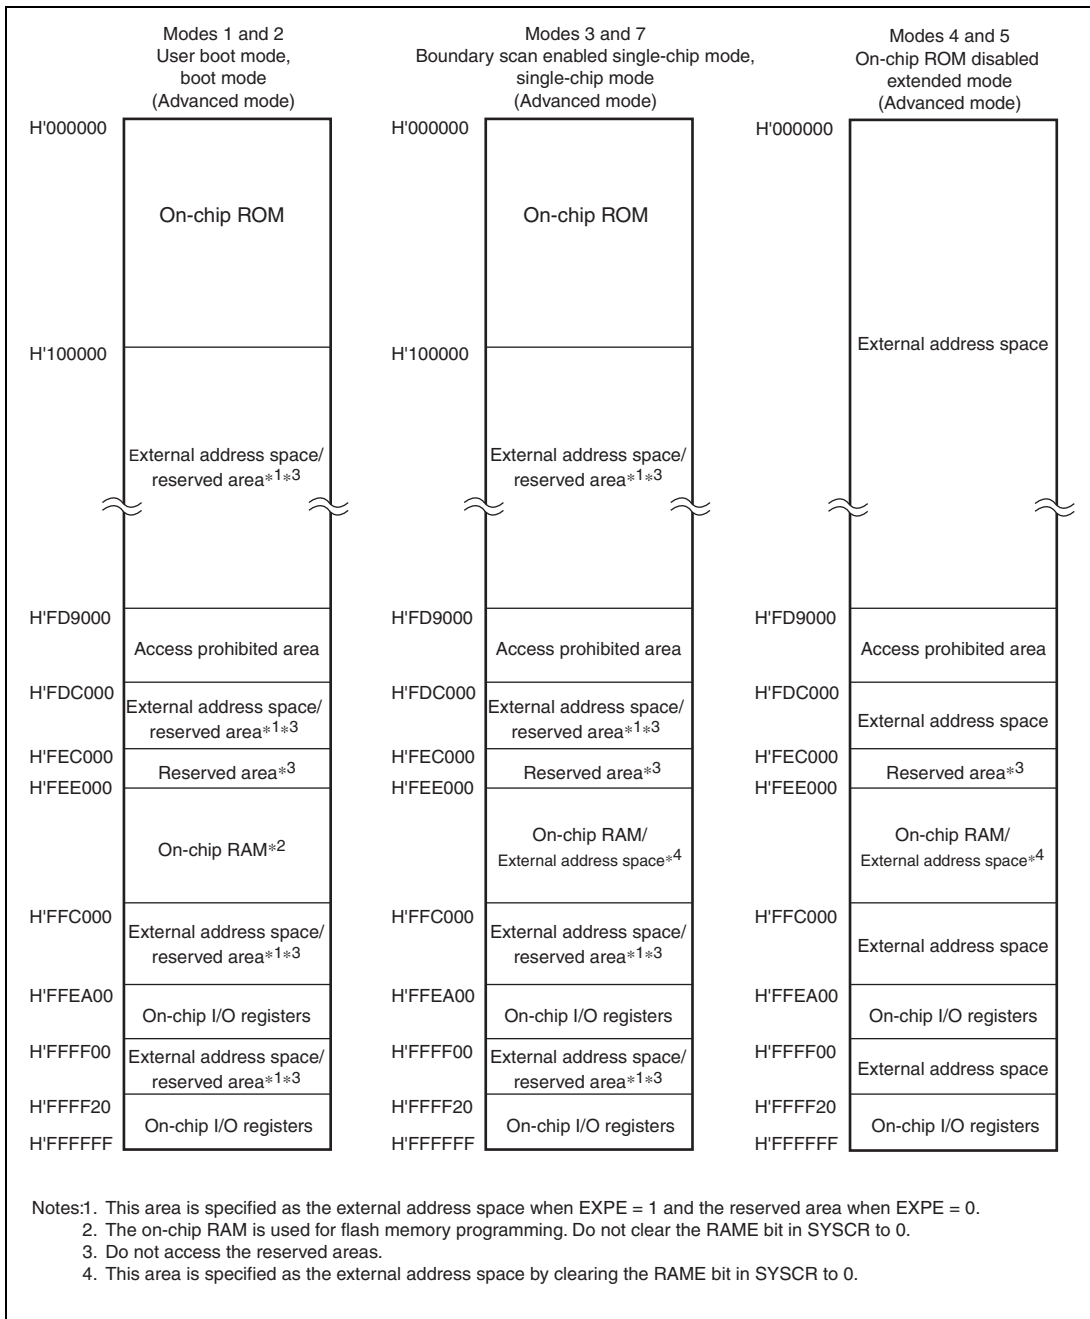 Modes 1 and 2
User boot mode,
boot mode
(Advanced mode)
H'000000
On-chip ROM
H'100000
External address space/
reserved area*1*3
H'FD9000
Access prohibited area
H'FDC000
External address space/
reserved area*1*3
H'FEC000
Reserved area*3
H'FEE000
On-chip RAM*2
H'FFC000
External address space/
reserved area*1*3
H'FFEA00
On-chip I/O registers
H'FFFF00
External address space/
reserved area*1*3
H'FFFF20
On-chip I/O registers
H'FFFFFF
Modes 3 and 7
Boundary scan enabled single-chip mode,
single-chip mode
(Advanced mode)
H'000000
On-chip ROM
H'100000
External address space/
reserved area*1*3
H'FD9000
Access prohibited area
H'FDC000
External address space/
reserved area*1*3
H'FEC000
Reserved area*3
H'FEE000
On-chip RAM/
External address space*4
H'FFC000
External address space/
reserved area*1*3
H'FFEA00
On-chip I/O registers
H'FFFF00
External address space/
reserved area*1*3
H'FFFF20
On-chip I/O registers
H'FFFFFF
Modes 4 and 5
On-chip ROM disabled
extended mode
(Advanced mode)
H'000000
External address space
H'FD9000
Access prohibited area
H'FDC000
External address space
H'FEC000
Reserved area*3
H'FEE000
On-chip RAM/
External address space*4
H'FFC000
External address space
H'FFEA00
On-chip I/O registers
H'FFFF00
External address space
H'FFFF20
On-chip I/O registers
H'FFFFFF
Notes:1. This area is specified as the external address space when EXPE = 1 and the reserved area when EXPE = 0.
2. The on-chip RAM is used for flash memory programming. Do not clear the RAME bit in SYSCR to 0.
3. Do not access the reserved areas.
4. This area is specified as the external address space by clearing the RAME bit in SYSCR to 0.